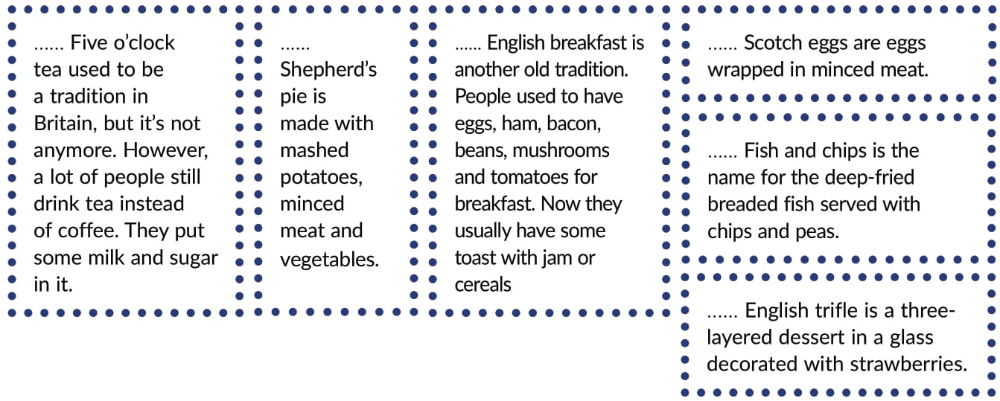 ...... Five o’clock
tea used to be
a tradition in
Britain, but it’s not
anymore. However,
a lot of people still
drink tea instead
of coffee. They put
some milk and sugar
in it.
......
Shepherd’s
pie is
made with
mashed
potatoes,
minced
meat and
vegetables.
...... English breakfast is
another old tradition.
People used to have
eggs, ham, bacon,
beans, mushrooms
and tomatoes for
breakfast. Now they
usually have some
toast with jam or
cereals
...... Scotch eggs are eggs
wrapped in minced meat.
...... Fish and chips is the
name for the deep-fried
breaded fish served with
chips and peas.
...... English trifle is a three-
layered dessert in a glass
decorated with strawberries.